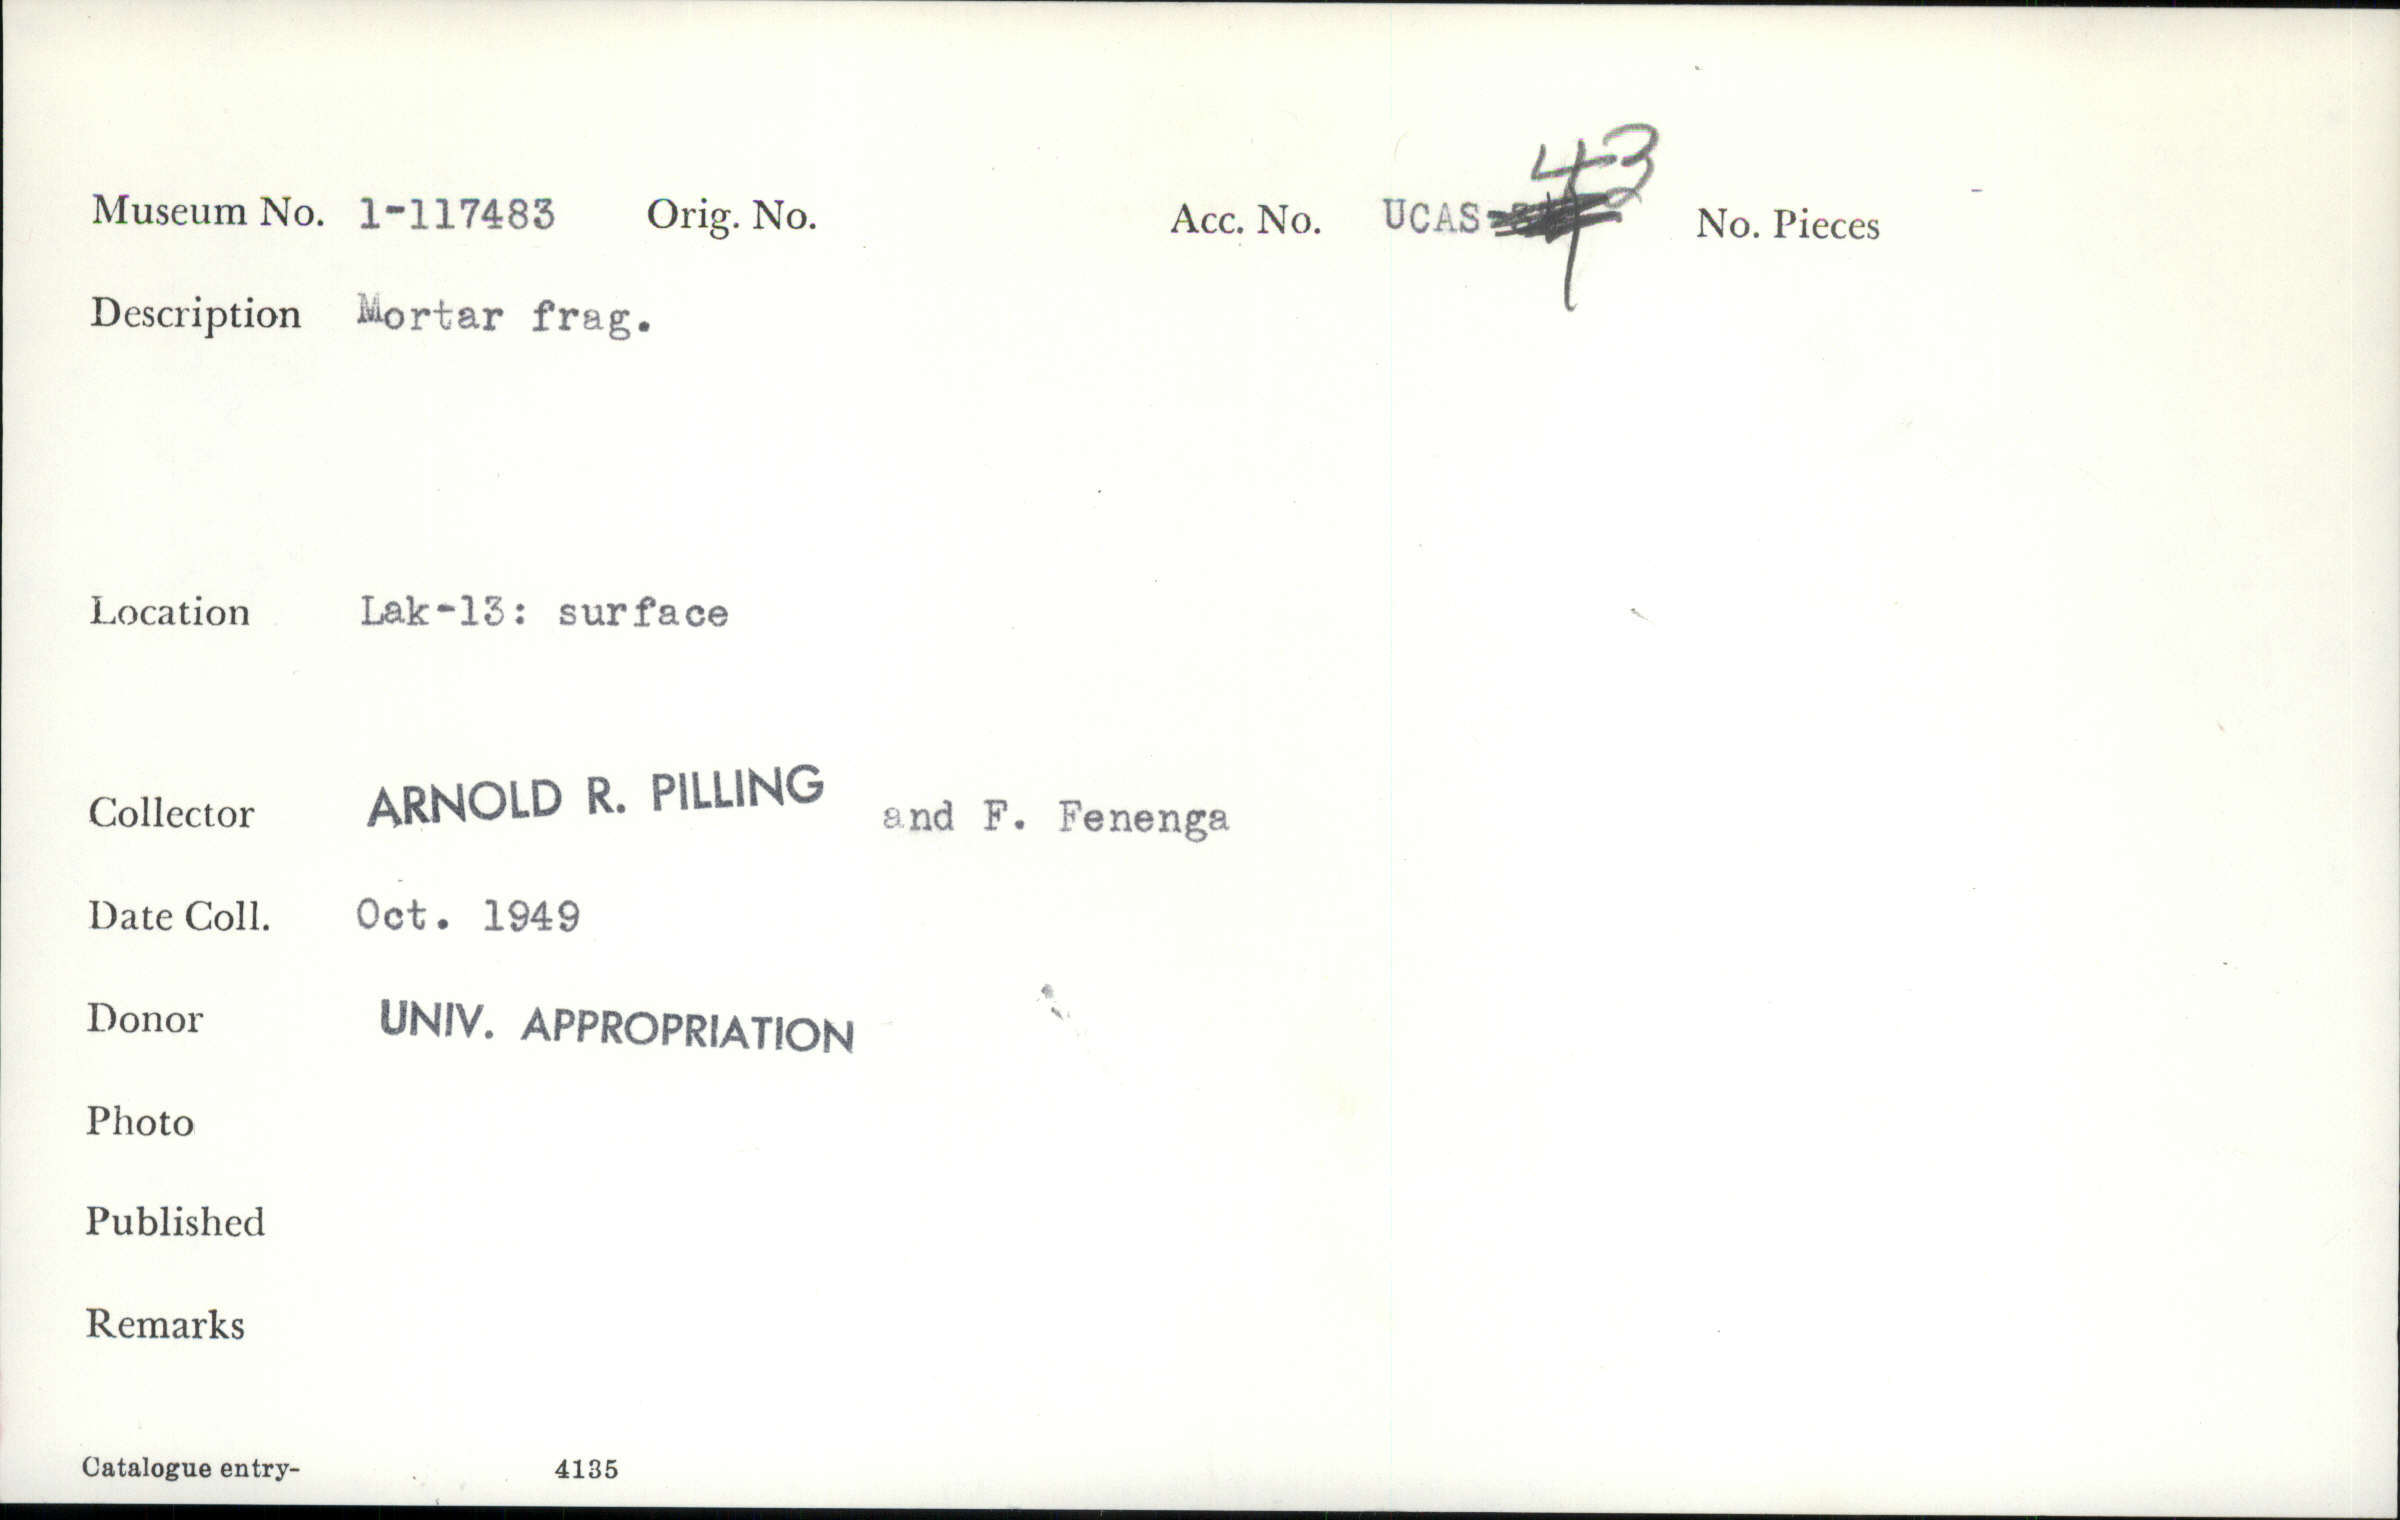 Museum No. 1-117483 Orig. No. Acc. No. UCAS- 43 No. Pieces
Description Mortar frag.
Location Lak-13: surface
Collector ARNOLD R. PILLING and F. Fenenga
Date Coll. Oct. 1949
Donor UNIV. APPROPRIATION
Photo
Published
Remarks
Catalogue entry- 4135